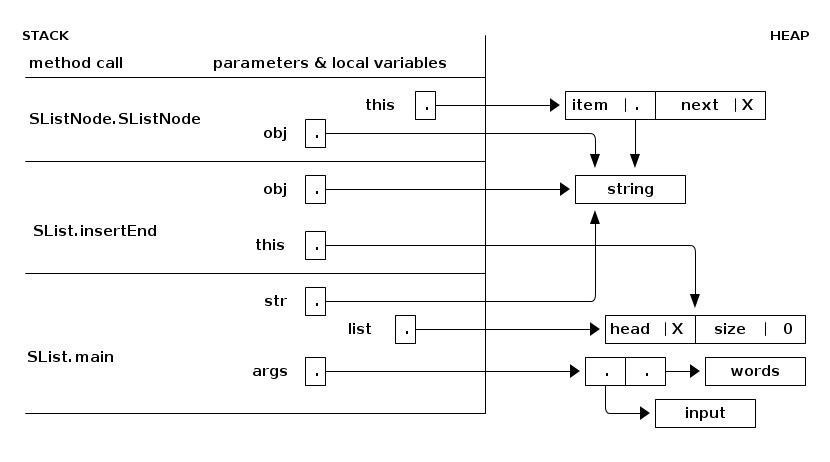 STACK HEAP
method call parameters & local variables
this . item | . next | X
SListNode.SListNode
obj .
obj . string
SList.insertEnd
this .
str .
list . head | X size | 0
SList.main
args . . . words
input